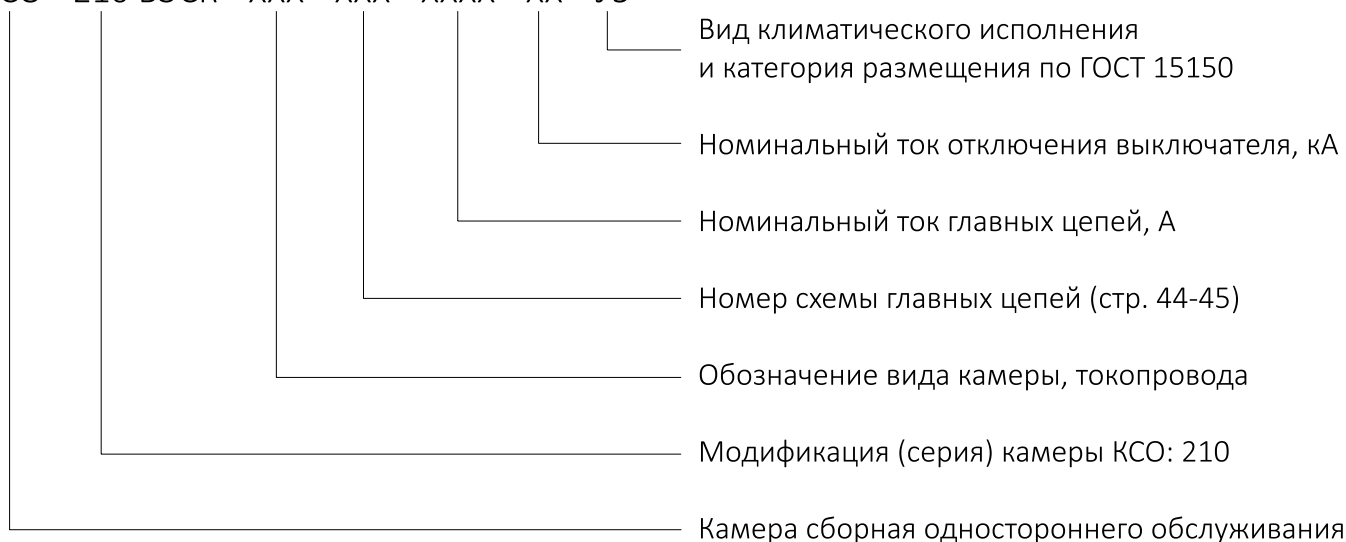 Вид климатического исполнения
и категория размещения по ГОСТ 15150
Номинальный ток отключения выключателя, кА
Номинальный ток главных цепей, А
Номер схемы главных цепей (стр. 44-45)
Обозначение вида камеры, токопровода
Модификация (серия) камеры КСО: 210
Камера сборная одностороннего обслуживания